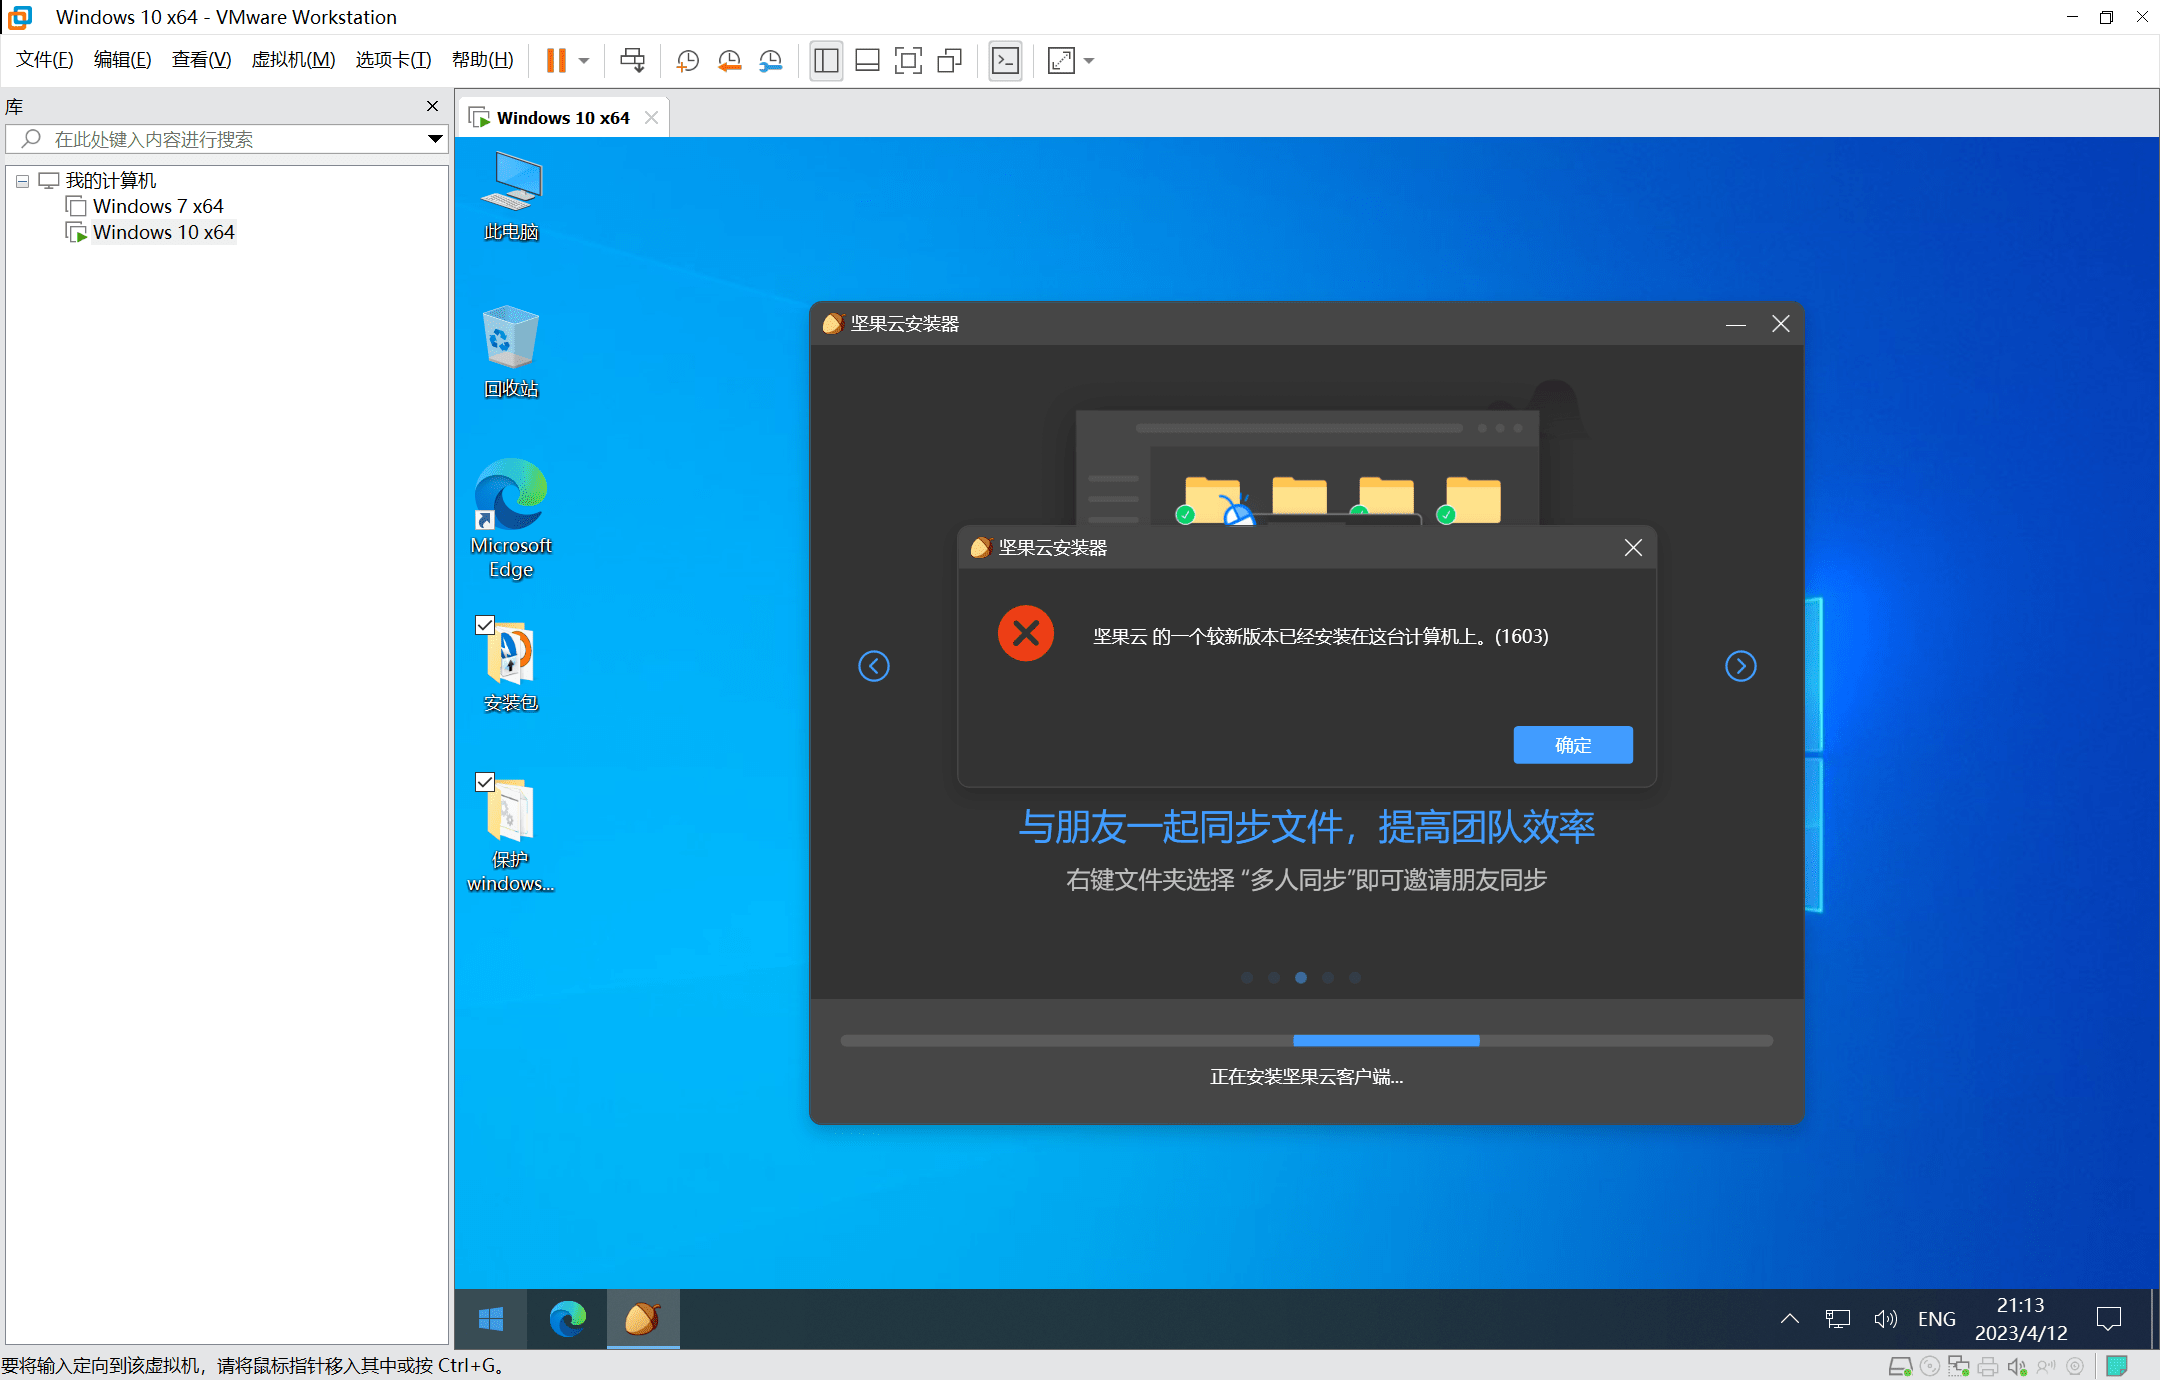 Windows 10 x64 - VMware Workstation
文件(F) 编辑(E) 查看(V) 虚拟机(M) 选项卡(T) 帮助(H)
库
在此处键入内容进行搜索
我的计算机
Windows 7 x64
Windows 10 x64
Windows 10 x64
此电脑
回收站
Microsoft
Edge
安装包
保护
windows...
坚果云安装器
坚果云安装器
坚果云 的一个较新版本已经安装在这台计算机上。(1603)
确定
与朋友一起同步文件，提高团队效率
右键文件夹选择 “多人同步”即可邀请朋友同步
正在安装坚果云客户端...
ENG
21:13
2023/4/12
要将输入定向到该虚拟机，请将鼠标指针移入其中或按 Ctrl+G。